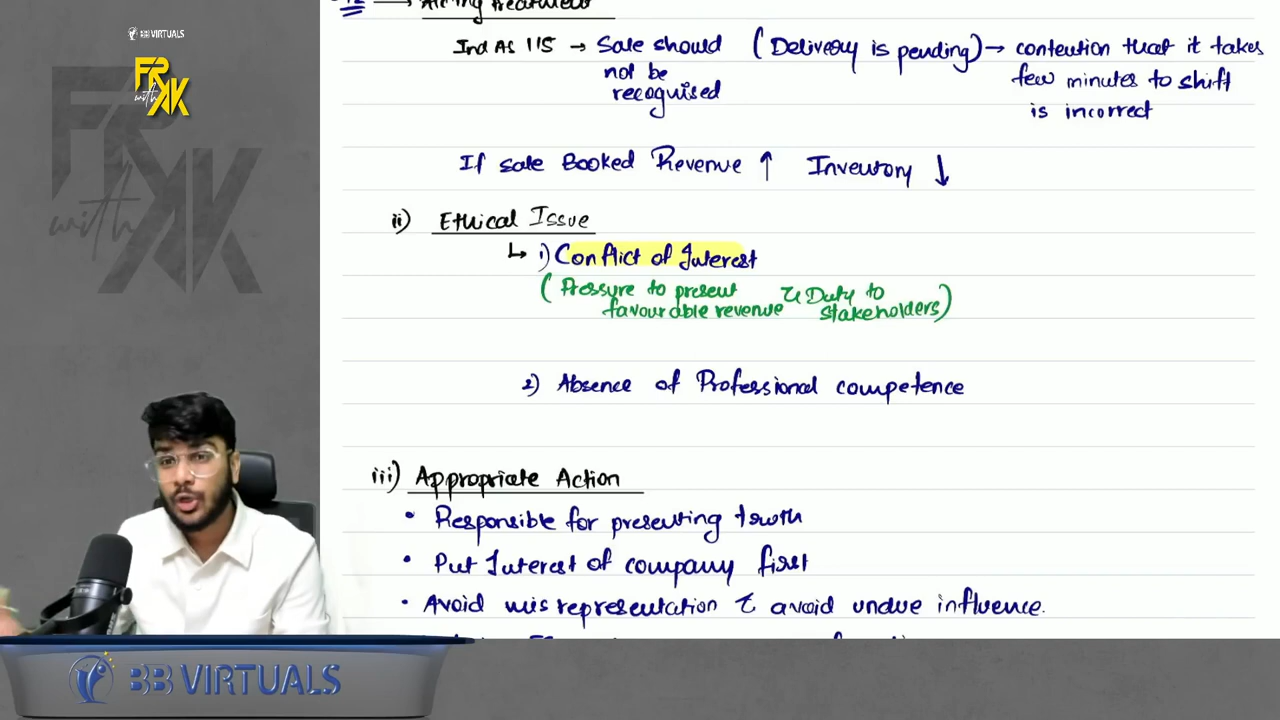 BB VIRTUALS
FR
with AK
Ind AS 115 → Sale should (Delivery is pending) → contention that it takes
not be few minutes to shift
recognised is incorrect
If Sale Booked Revenue ↑ Inventory ↓
ii) Ethical Issue
↳ 1) Conflict of Interest
(Pressure to present & Duty to
favourable revenue stakeholders)
2) Absence of Professional competence
iii) Appropriate Action
• Responsible for presenting truth
• Put Interest of company first
• Avoid misrepresentation & avoid undue influence.
BB VIRTUALS